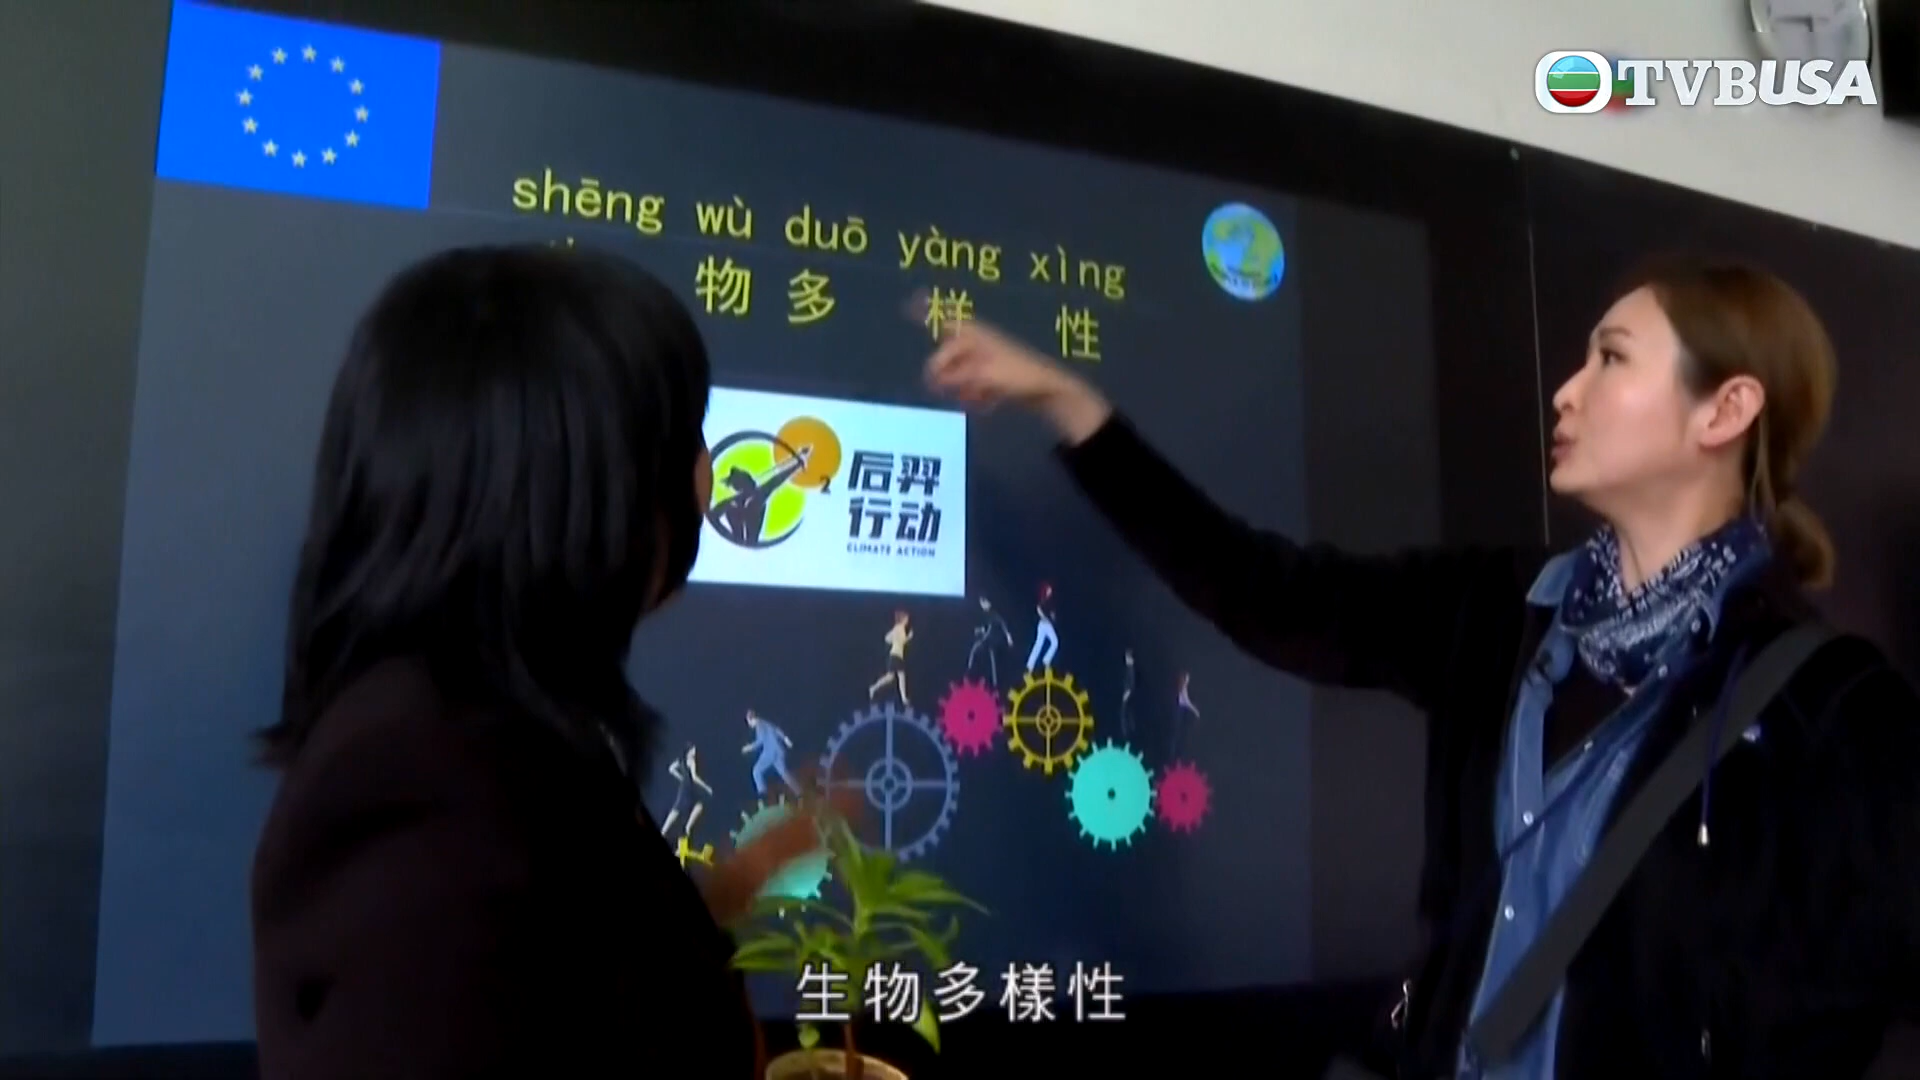 TVBUSA
shēng wù duō yàng xìng
物多样性
后羿
行动
CLIMATE ACTION
2
生物多樣性